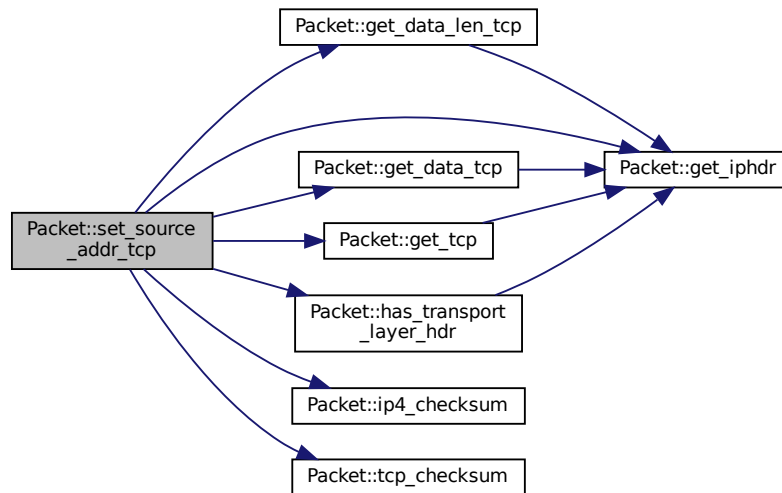 Packet::get_data_len_tcp
Packet::get_data_tcp
Packet::get_iphdr
Packet::set_source
_addr_tcp
Packet::get_tcp
Packet::has_transport
_layer_hdr
Packet::ip4_checksum
Packet::tcp_checksum